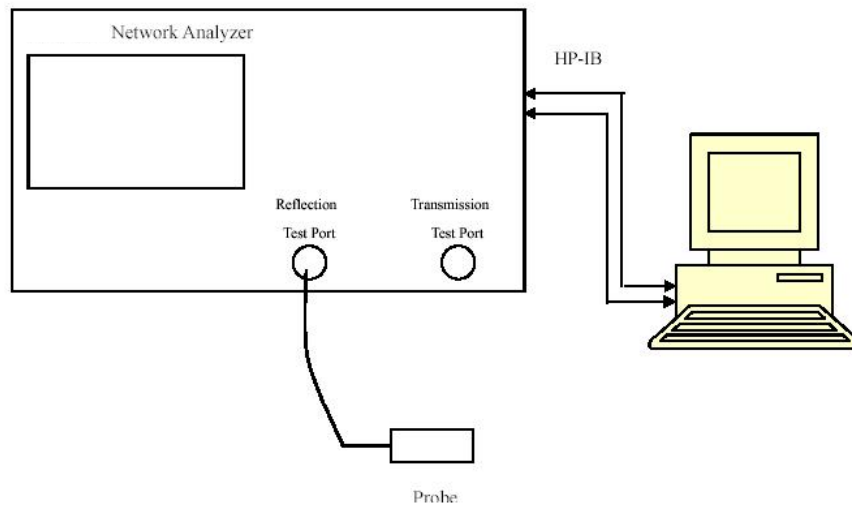 Network Analyzer
HP-IB
Reflection
Test Port
Transmission
Test Port
Probe